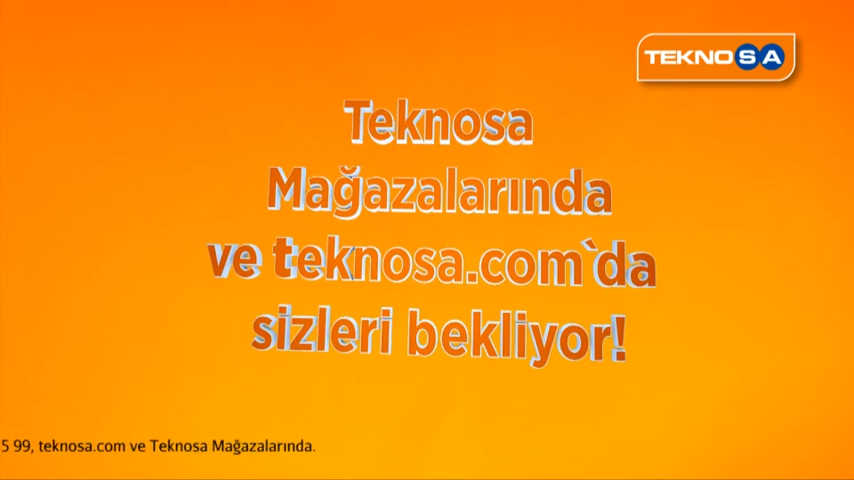 TEKNOSA
Teknosa
Mağazalarında
ve teknosa.com`da
sizleri bekliyor!
5 99, teknosa.com ve Teknosa Mağazalarında.